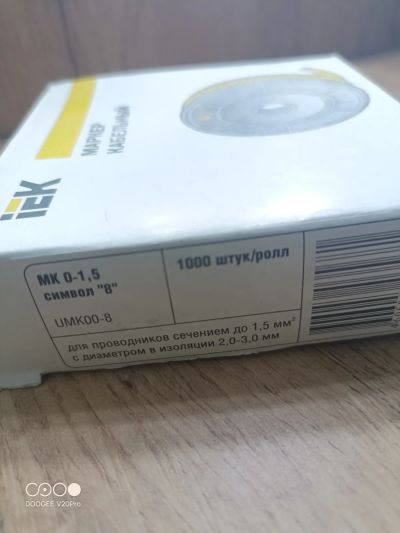 IEK
МАРКЕР
КАБЕЛЬНЫЙ
МК 0-1,5
символ "8"
1000 штук/ролл
UMK00-8
для проводников сечением до 1,5 мм²
с диаметром в изоляции 2,0-3,0 мм
DOOGEE V20Pro